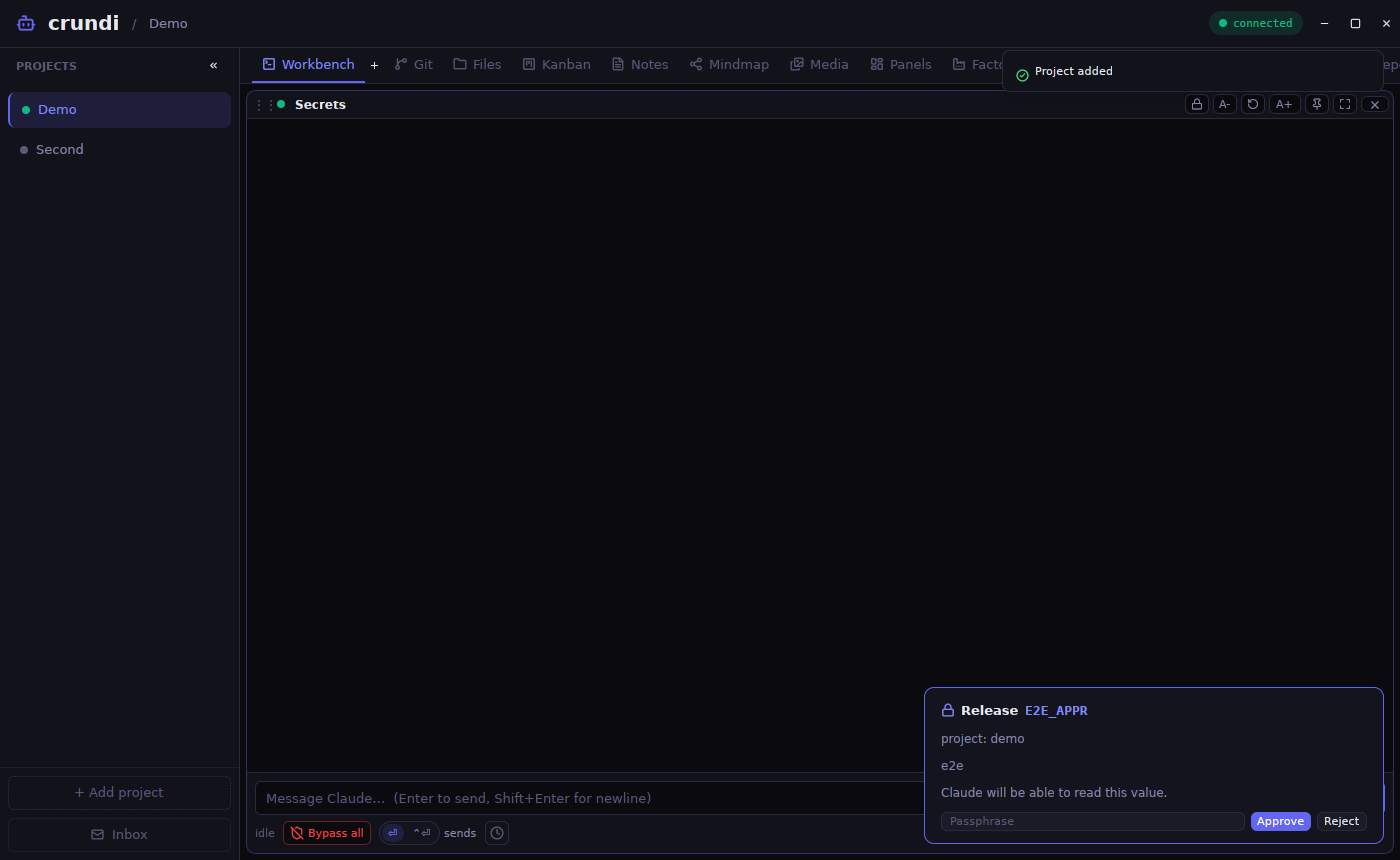 crundi / Demo
connected
PROJECTS «
Workbench + Git Files Kanban Notes Mindmap Media Panels
Project added
Demo
Second
Secrets
A- A+
Release E2E_APPR
project: demo
e2e
Claude will be able to read this value.
Passphrase Approve Reject
Message Claude... (Enter to send, Shift+Enter for newline)
idle Bypass all sends
+ Add project
Inbox